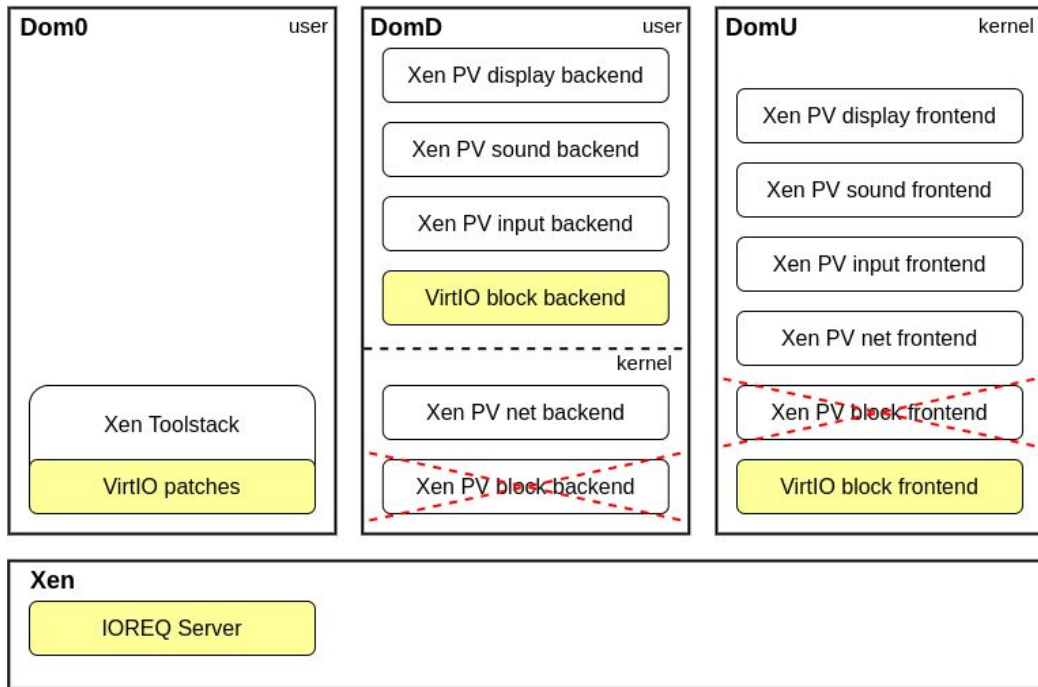 Dom0
user
Xen Toolstack
VirtIO patches
DomD
user
Xen PV display backend
Xen PV sound backend
Xen PV input backend
VirtIO block backend
kernel
Xen PV net backend
Xen PV block backend
DomU
kernel
Xen PV display frontend
Xen PV sound frontend
Xen PV input frontend
Xen PV net frontend
Xen PV block frontend
VirtIO block frontend
Xen
IOREQ Server